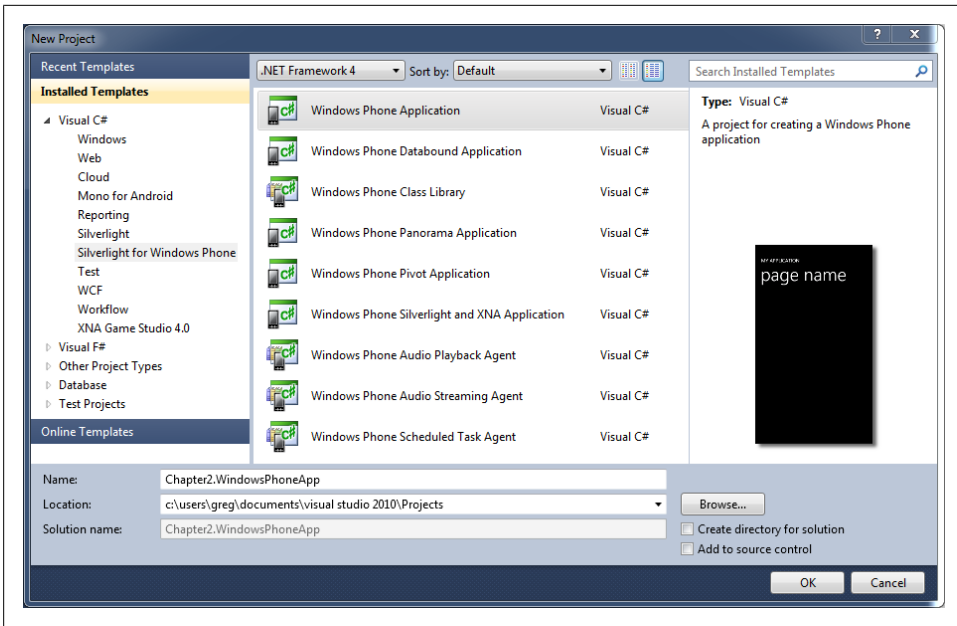 New Project
? X
Recent Templates
Installed Templates
Visual C#
Windows
Web
Cloud
Mono for Android
Reporting
Silverlight
Silverlight for Windows Phone
Test
WCF
Workflow
XNA Game Studio 4.0
Visual F#
Other Project Types
Database
Test Projects
Online Templates
.NET Framework 4
Sort by: Default
Search Installed Templates
C# Windows Phone Application Visual C#
C# Windows Phone Databound Application Visual C#
C# Windows Phone Class Library Visual C#
C# Windows Phone Panorama Application Visual C#
C# Windows Phone Pivot Application Visual C#
C# Windows Phone Silverlight and XNA Application Visual C#
C# Windows Phone Audio Playback Agent Visual C#
C# Windows Phone Audio Streaming Agent Visual C#
C# Windows Phone Scheduled Task Agent Visual C#
Type: Visual C#
A project for creating a Windows Phone
application
MY APPLICATION
page name
Name: Chapter2.WindowsPhoneApp
Location: c:\users\greg\documents\visual studio 2010\Projects
Browse...
Solution name: Chapter2.WindowsPhoneApp
Create directory for solution
Add to source control
OK Cancel